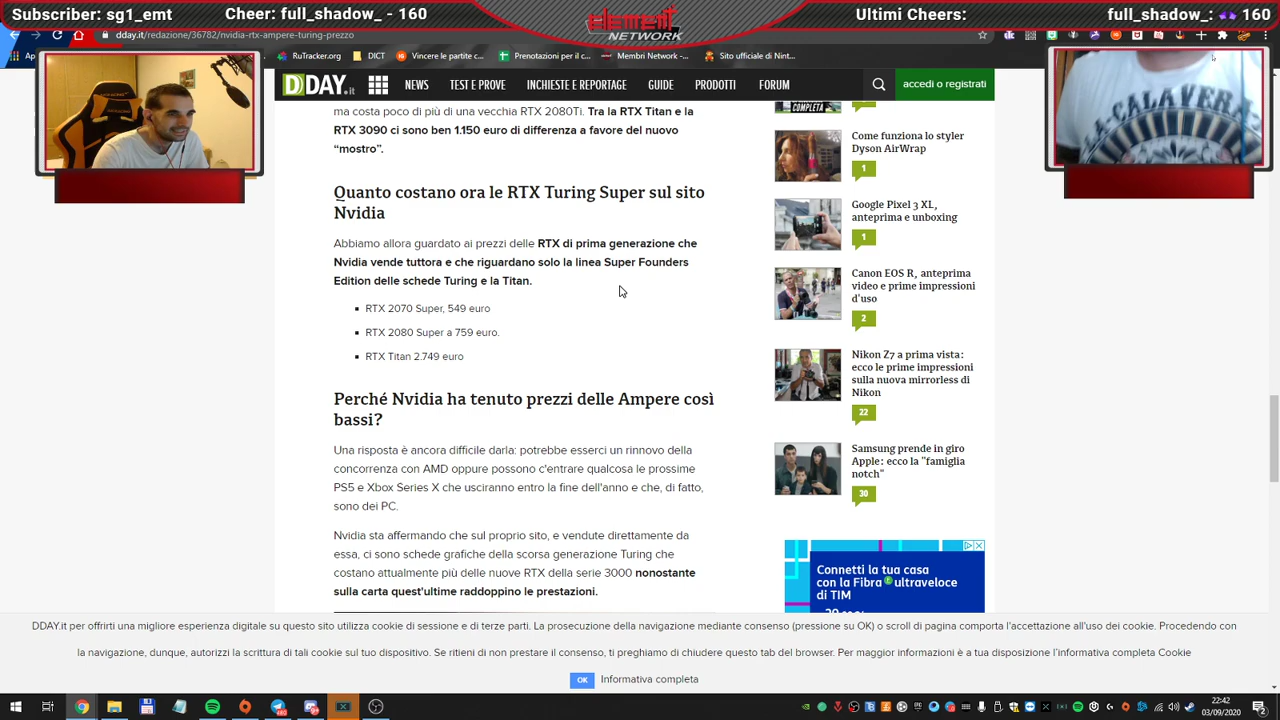 Subscriber: sg1_emt
Cheer: full_shadow_ - 160
element
NETWORK
Ultimi Cheers:
full_shadow_: 160
dday.it/redazione/36782/nvidia-rtx-ampere-turing-prezzo
Ap
RuTracker.org
DICT
Vincere le partite c...
Prenotazioni per il c...
Membri Network -...
Sito ufficiale di Nint...
DDAY.it
NEWS
TEST E PROVE
INCHIESTE E REPORTAGE
GUIDE
PRODOTTI
FORUM
accedi o registrati
ma costa poco di più di una vecchia RTX 2080Ti. Tra la RTX Titan e la
RTX 3090 ci sono ben 1.150 euro di differenza a favore del nuovo
“mostro”.
Quanto costano ora le RTX Turing Super sul sito
Nvidia
Abbiamo allora guardato ai prezzi delle RTX di prima generazione che
Nvidia vende tuttora e che riguardano solo la linea Super Founders
Edition delle schede Turing e la Titan.
RTX 2070 Super, 549 euro
RTX 2080 Super a 759 euro.
RTX Titan 2.749 euro
Perché Nvidia ha tenuto prezzi delle Ampere così
bassi?
Una risposta è ancora difficile darla: potrebbe esserci un rinnovo della
concorrenza con AMD oppure possono c'entrare qualcosa le prossime
PS5 e Xbox Series X che usciranno entro la fine dell'anno e che, di fatto,
sono dei PC.
Nvidia sta affermando che sul proprio sito, e vendute direttamente da
essa, ci sono schede grafiche della scorsa generazione Turing che
costano attualmente più delle nuove RTX della serie 3000 nonostante
sulla carta quest'ultime raddoppino le prestazioni.
COMPLETA
Come funziona lo styler
Dyson AirWrap
1
Google Pixel 3 XL,
anteprima e unboxing
1
Canon EOS R, anteprima
video e prime impressioni
d'uso
2
Nikon Z7 a prima vista:
ecco le prime impressioni
sulla nuova mirrorless di
Nikon
22
Samsung prende in giro
Apple: ecco la "famiglia
notch"
30
Connetti la tua casa
con la Fibra ultraveloce
di TIM
DDAY.it per offrirti una migliore esperienza digitale su questo sito utilizza cookie di sessione e di terze parti. La prosecuzione della navigazione mediante consenso (pressione su OK) o scroll di pagina comporta l'accettazione all'uso dei cookie. Procedendo con
la navigazione, dunque, autorizzi la scrittura di tali cookie sul tuo dispositivo. Se ritieni di non prestare il consenso, ti preghiamo di chiudere questo tab del browser. Per maggior informazioni è a tua disposizione l'informativa completa Cookie
OK
Informativa completa
22:42
03/09/2020